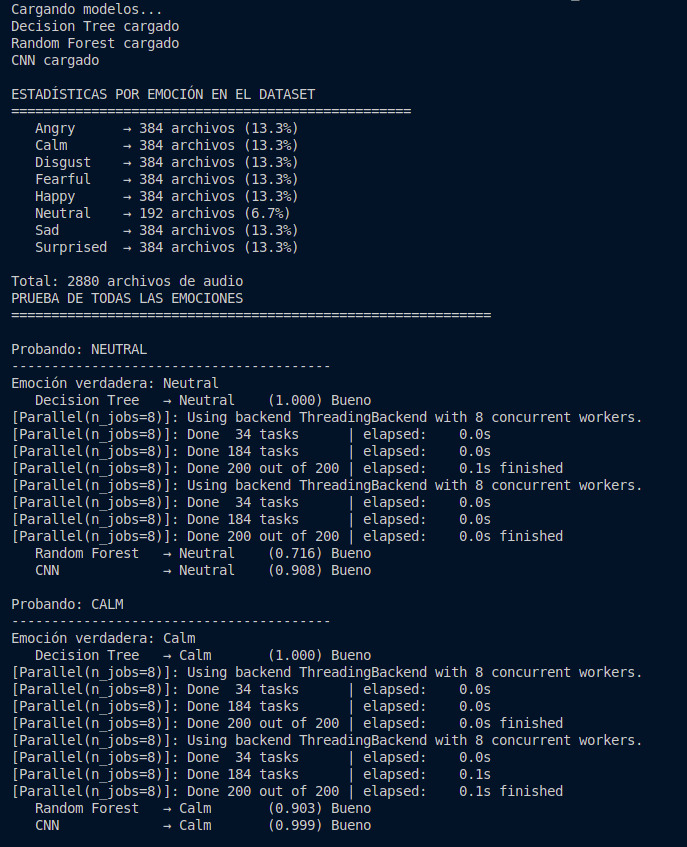 Cargando modelos...
Decision Tree cargado
Random Forest cargado
CNN cargado
ESTADÍSTICAS POR EMOCIÓN EN EL DATASET
==================================================
Angry → 384 archivos (13.3%)
Calm → 384 archivos (13.3%)
Disgust → 384 archivos (13.3%)
Fearful → 384 archivos (13.3%)
Happy → 384 archivos (13.3%)
Neutral → 192 archivos (6.7%)
Sad → 384 archivos (13.3%)
Surprised → 384 archivos (13.3%)
Total: 2880 archivos de audio
PRUEBA DE TODAS LAS EMOCIONES
============================================================
Probando: NEUTRAL
----------------------------------------
Emoción verdadera: Neutral
Decision Tree → Neutral (1.000) Bueno
[Parallel(n_jobs=8)]: Using backend ThreadingBackend with 8 concurrent workers.
[Parallel(n_jobs=8)]: Done 34 tasks | elapsed: 0.0s
[Parallel(n_jobs=8)]: Done 184 tasks | elapsed: 0.0s
[Parallel(n_jobs=8)]: Done 200 out of 200 | elapsed: 0.1s finished
[Parallel(n_jobs=8)]: Using backend ThreadingBackend with 8 concurrent workers.
[Parallel(n_jobs=8)]: Done 34 tasks | elapsed: 0.0s
[Parallel(n_jobs=8)]: Done 184 tasks | elapsed: 0.0s
[Parallel(n_jobs=8)]: Done 200 out of 200 | elapsed: 0.0s finished
Random Forest → Neutral (0.716) Bueno
CNN → Neutral (0.908) Bueno
Probando: CALM
----------------------------------------
Emoción verdadera: Calm
Decision Tree → Calm (1.000) Bueno
[Parallel(n_jobs=8)]: Using backend ThreadingBackend with 8 concurrent workers.
[Parallel(n_jobs=8)]: Done 34 tasks | elapsed: 0.0s
[Parallel(n_jobs=8)]: Done 184 tasks | elapsed: 0.0s
[Parallel(n_jobs=8)]: Done 200 out of 200 | elapsed: 0.0s finished
[Parallel(n_jobs=8)]: Using backend ThreadingBackend with 8 concurrent workers.
[Parallel(n_jobs=8)]: Done 34 tasks | elapsed: 0.0s
[Parallel(n_jobs=8)]: Done 184 tasks | elapsed: 0.1s
[Parallel(n_jobs=8)]: Done 200 out of 200 | elapsed: 0.1s finished
Random Forest → Calm (0.903) Bueno
CNN → Calm (0.999) Bueno